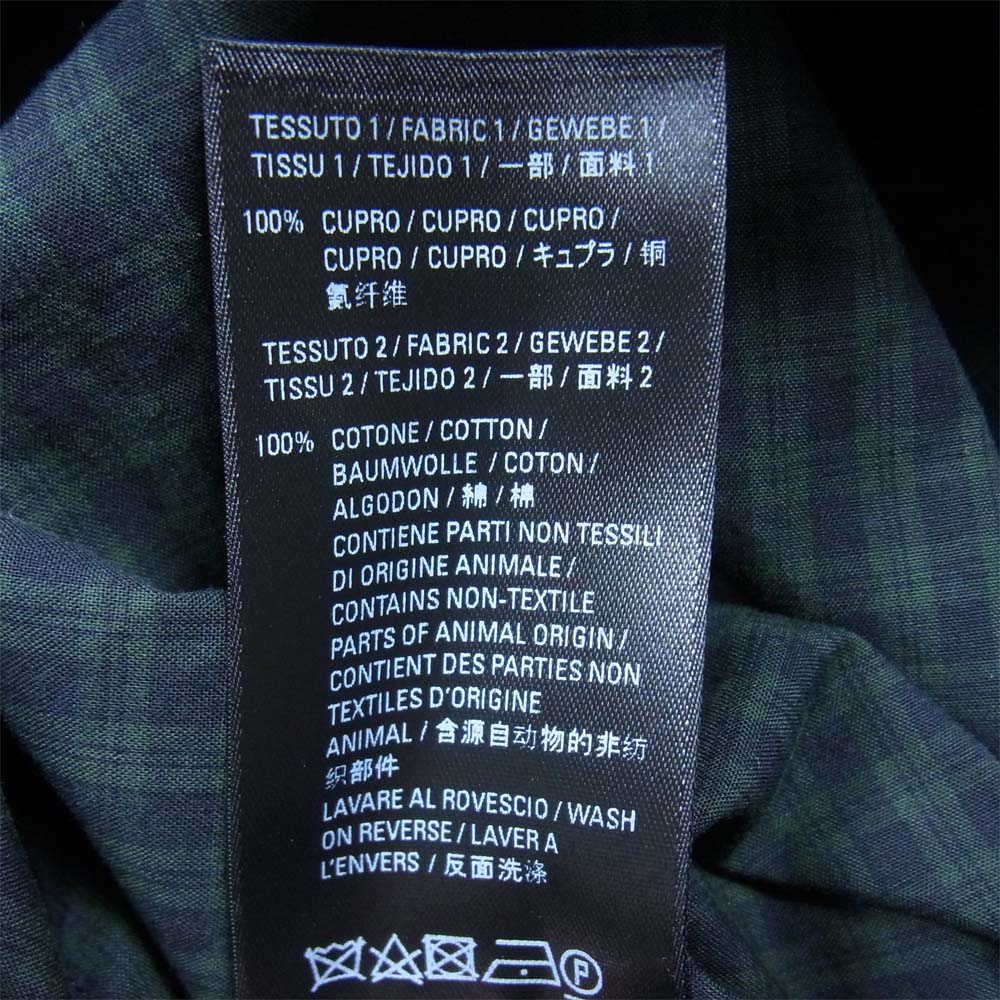 TESSUTO 1 / FABRIC 1 / GEWEBE 1 /
TISSU 1 / TEJIDO 1 / 一部 / 面料 1
100% CUPRO / CUPRO / CUPRO /
CUPRO / CUPRO / キュプラ / 铜
氨纤维
TESSUTO 2 / FABRIC 2 / GEWEBE 2 /
TISSU 2 / TEJIDO 2 / 一部 / 面料 2
100% COTONE / COTTON /
BAUMWOLLE / COTON /
ALGODON / 綿 / 棉
CONTIENE PARTI NON TESSILI
DI ORIGINE ANIMALE /
CONTAINS NON-TEXTILE
PARTS OF ANIMAL ORIGIN /
CONTIENT DES PARTIES NON
TEXTILES D'ORIGINE
ANIMAL / 含源自动物的非纺
织部件
LAVARE AL ROVESCIO / WASH
ON REVERSE / LAVER A
L'ENVERS / 反面洗涤
P